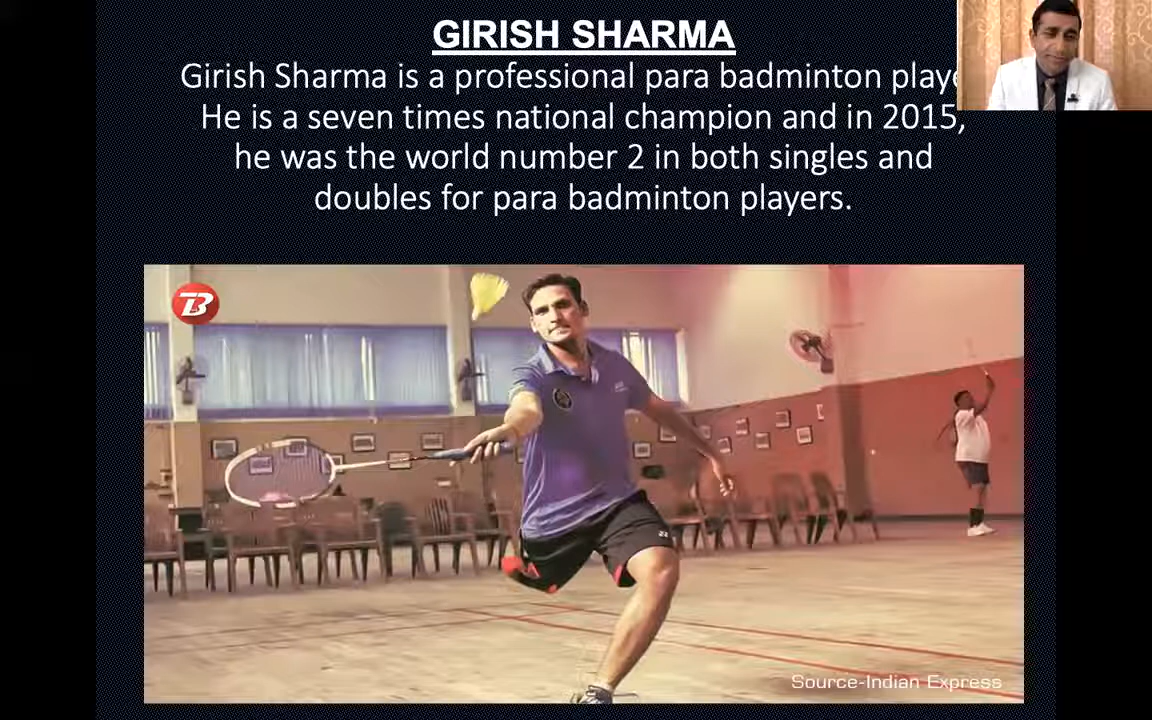 GIRISH SHARMA
Girish Sharma is a professional para badminton
He is a seven times national champion and in 2015,
he was the world number 2 in both singles and
doubles for para badminton players.
B
Source-Indian Express